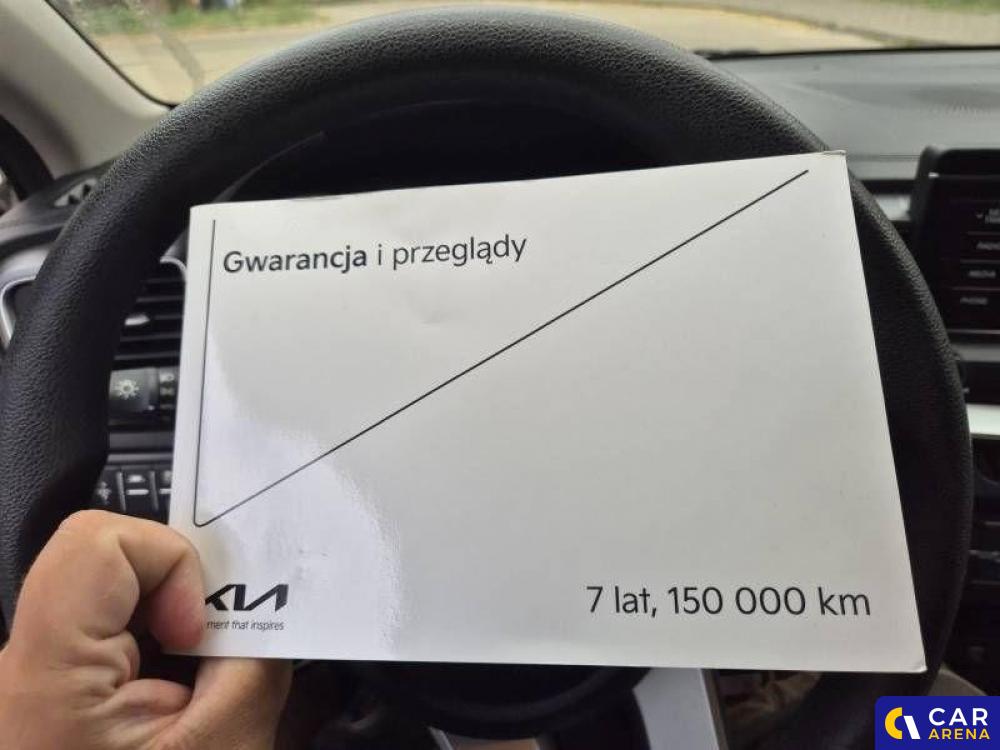 Gwarancja i przeglądy
KIA
ment that inspires
7 lat, 150 000 km
CAR
ARENA